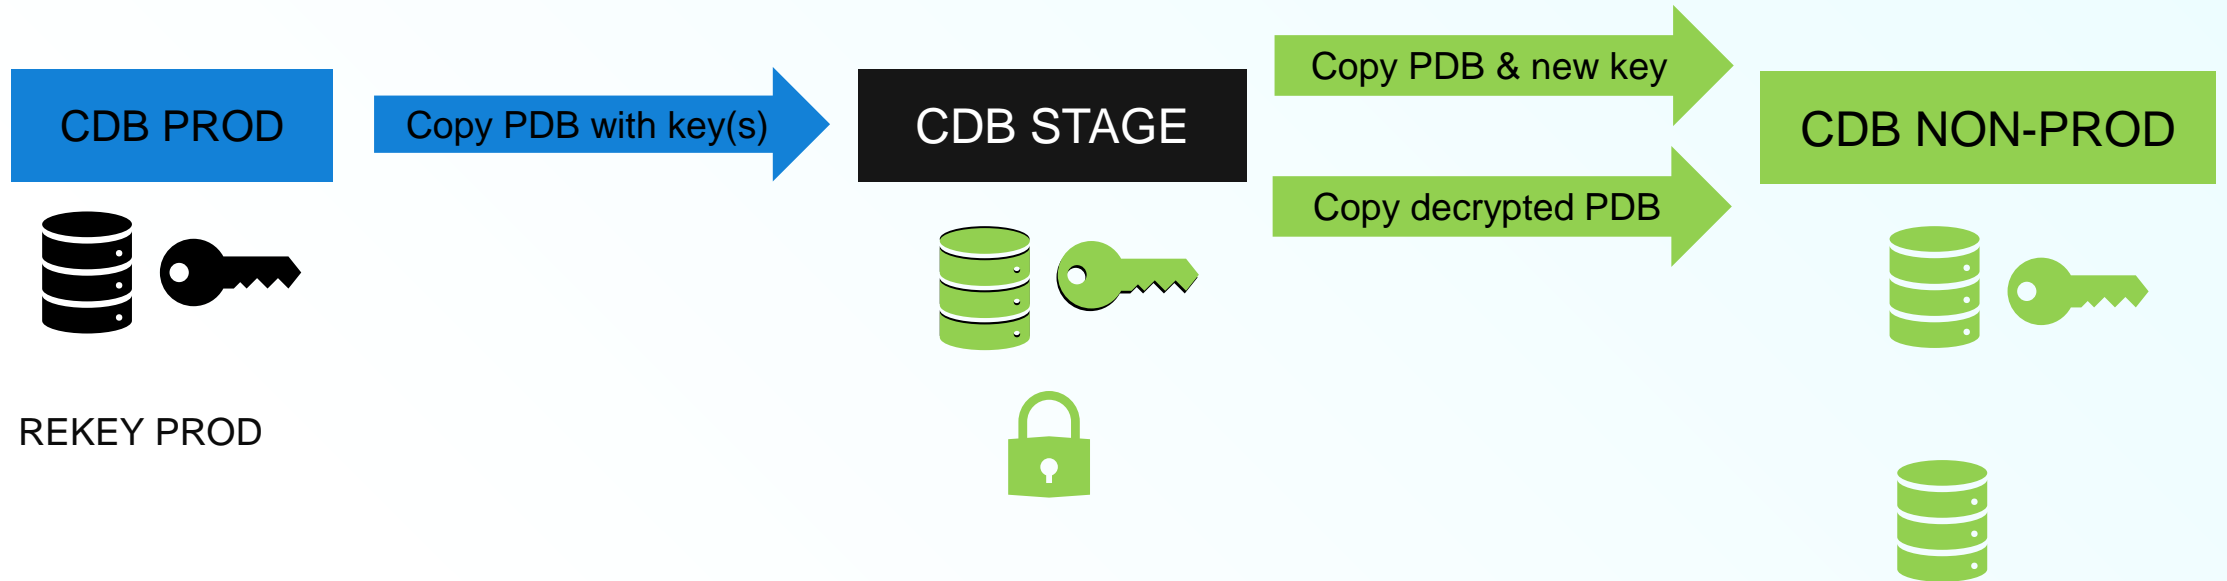 CDB PROD
Copy PDB with key(s)
CDB STAGE
Copy PDB & new key
Copy decrypted PDB
CDB NON-PROD
REKEY PROD